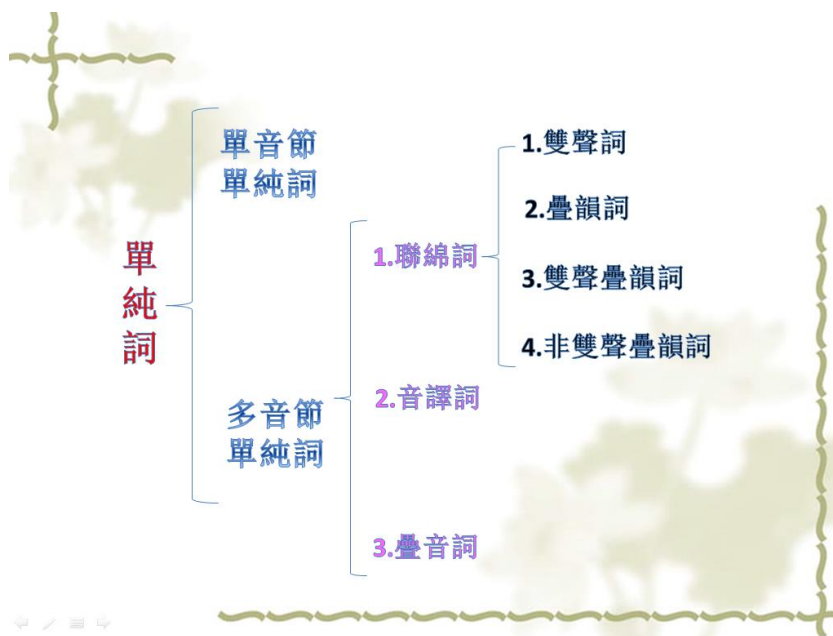 單
純
詞
單音節
單純詞
多音節
單純詞
1.聯綿詞
2.音譯詞
3.疊音詞
1.雙聲詞
2.疊韻詞
3.雙聲疊韻詞
4.非雙聲疊韻詞